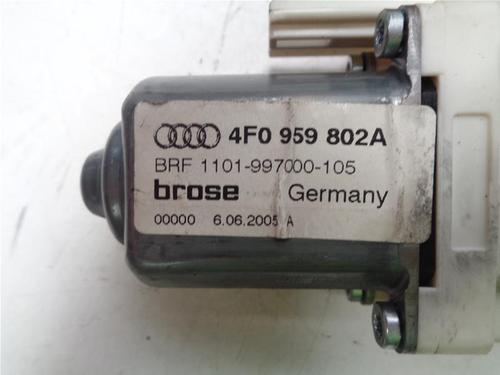 4F0 959 802A
BRF 1101-997000-105
brose Germany
00000 6.06.2005 A